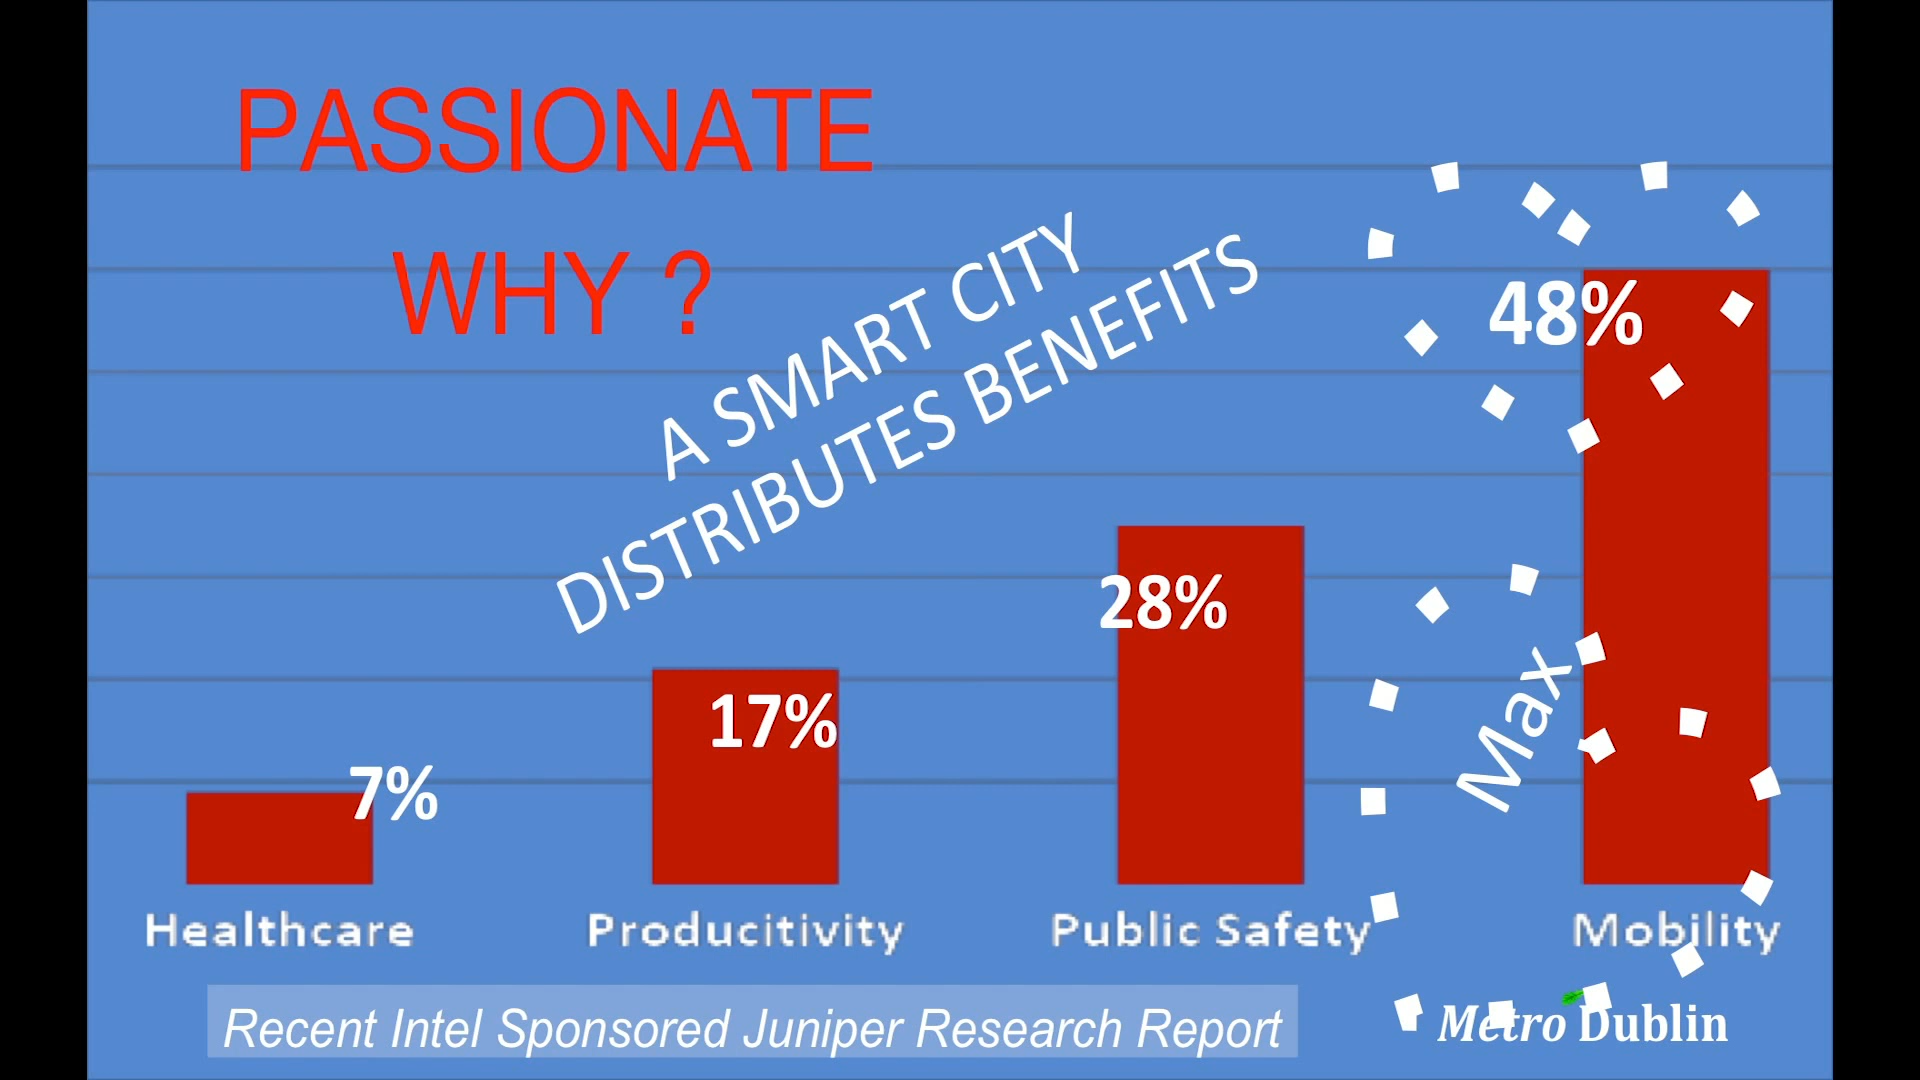 PASSIONATE
WHY ?
A SMART CITY
DISTRIBUTES BENEFITS
48%
28%
17%
7%
Max
Healthcare
Producitivity
Public Safety
Mobility
Recent Intel Sponsored Juniper Research Report
Metro Dublin